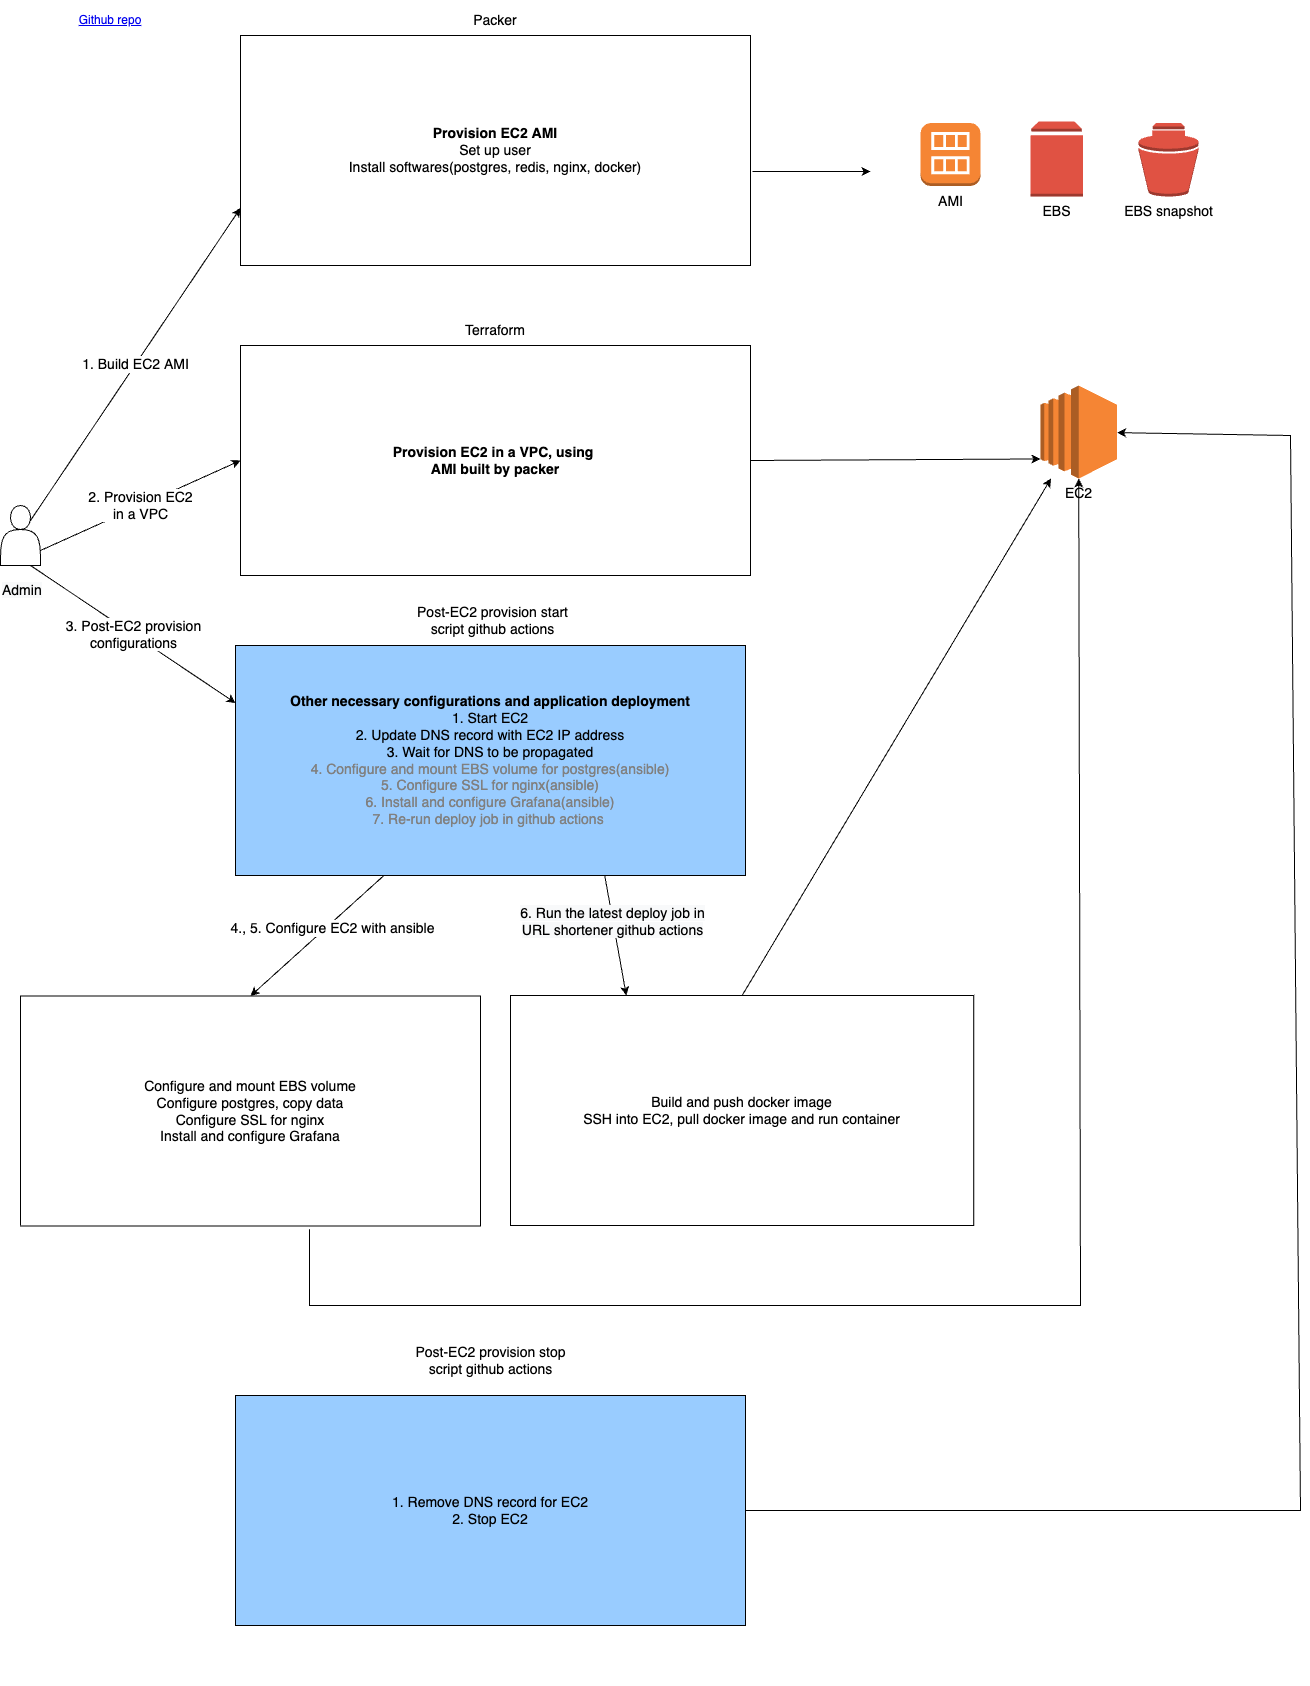 Github repo
Packer
Provision EC2 AMI
Set up user
Install softwares(postgres, redis, nginx, docker)
AMI
EBS
EBS snapshot
1. Build EC2 AMI
Terraform
Provision EC2 in a VPC, using
AMI built by packer
EC2
2. Provision EC2
in a VPC
Admin
3. Post-EC2 provision
configurations
Post-EC2 provision start
script github actions
Other necessary configurations and application deployment
1. Start EC2
2. Update DNS record with EC2 IP address
3. Wait for DNS to be propagated
4. Configure and mount EBS volume for postgres(ansible)
5. Configure SSL for nginx(ansible)
6. Install and configure Grafana(ansible)
7. Re-run deploy job in github actions
4., 5. Configure EC2 with ansible
6. Run the latest deploy job in
URL shortener github actions
Configure and mount EBS volume
Configure postgres, copy data
Configure SSL for nginx
Install and configure Grafana
Build and push docker image
SSH into EC2, pull docker image and run container
Post-EC2 provision stop
script github actions
1. Remove DNS record for EC2
2. Stop EC2